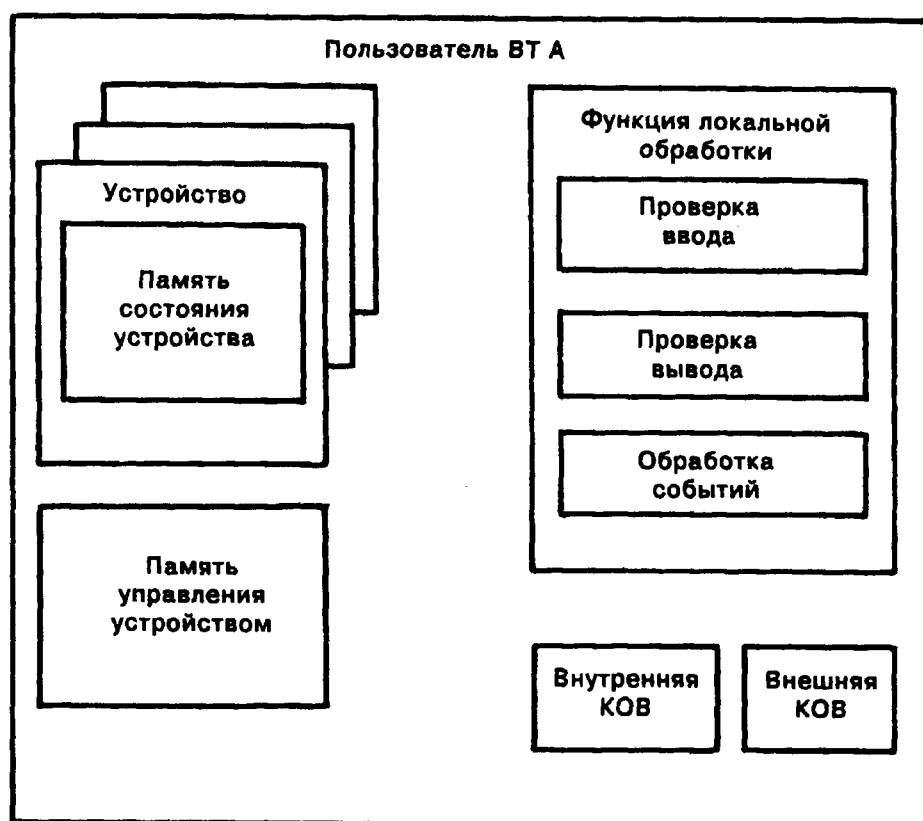 Пользователь ВТ А
Устройство
Память
состояния
устройства
Память
управления
устройством
Функция локальной
обработки
Проверка
ввода
Проверка
вывода
Обработка
событий
Внутренняя
КОВ
Внешняя
КОВ